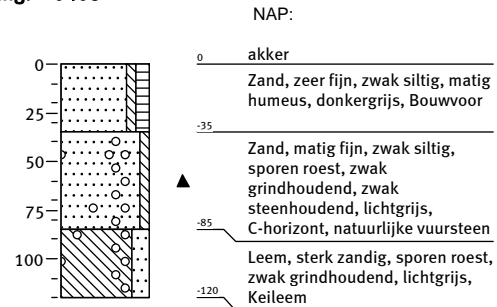 NAP:
0
akker
0
Zand, zeer fijn, zwak siltig, matig
humeus, donkergrijs, Bouwvoor
25
-35
50
Zand, matig fijn, zwak siltig,
sporen roest, zwak
grindhoudend, zwak
steenhoudend, lichtgrijs,
C-horizont, natuurlijke vuursteen
75
-85
100
Leem, sterk zandig, sporen roest,
zwak grindhoudend, lichtgrijs,
Keileem
-120